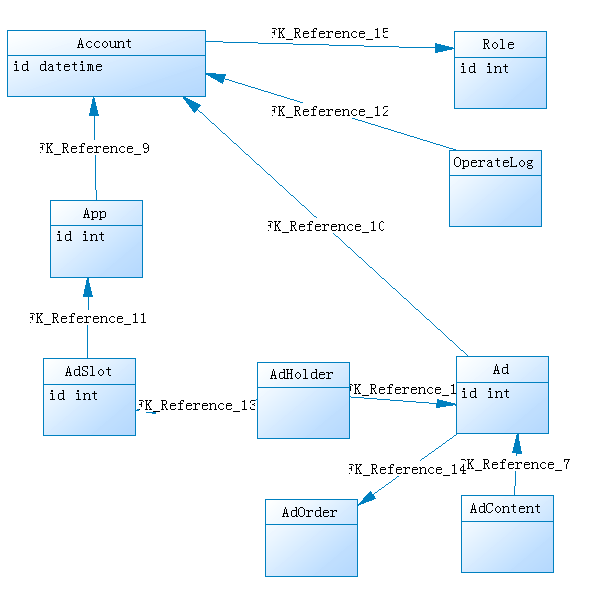 FK_Reference_15
Account
id datetime
Role
id int
FK_Reference_12
FK_Reference_9
OperateLog
App
id int
FK_Reference_10
FK_Reference_11
AdSlot
id int
AdHolder
Ad
id int
FK_Reference_13
FK_Reference_1
FK_Reference_14
FK_Reference_7
AdOrder
AdContent